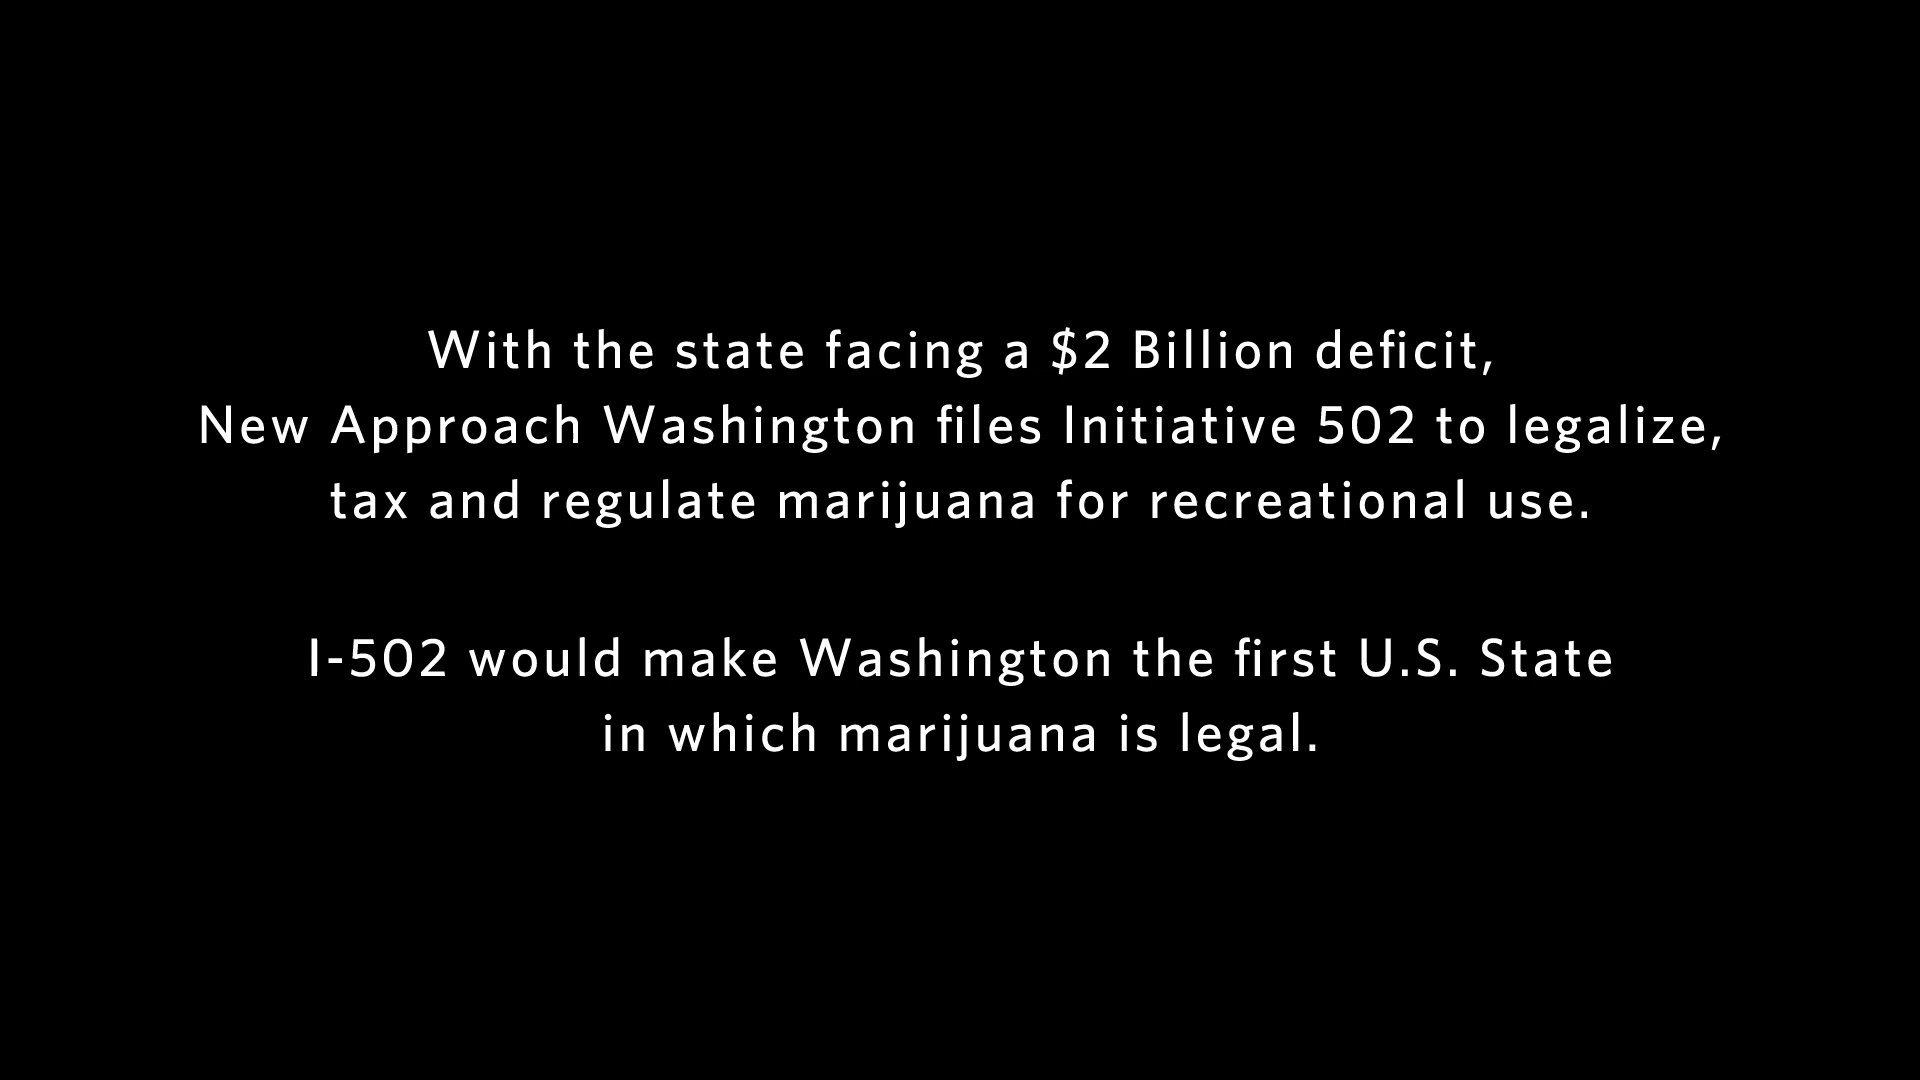 With the state facing a $2 Billion deficit,
New Approach Washington files Initiative 502 to legalize,
tax and regulate marijuana for recreational use.
I-502 would make Washington the first U.S. State
in which marijuana is legal.